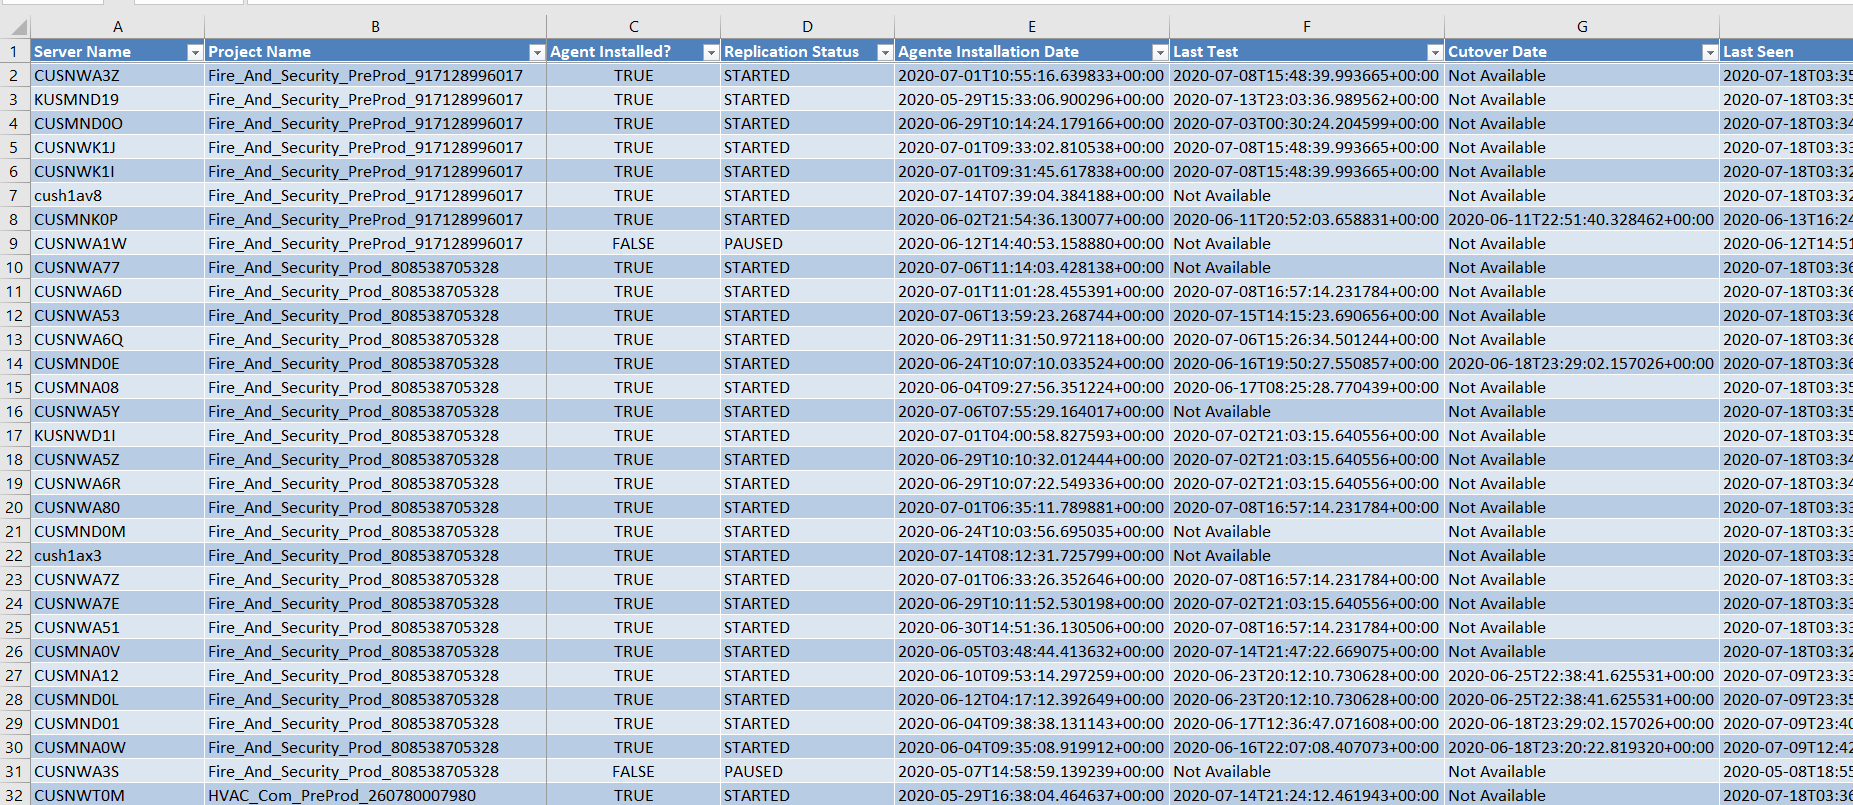 A B C D E F G
1 Server Name Project Name Agent Installed? Replication Status Agente Installation Date Last Test Cutover Date Last Seen
2 CUSNWA3Z Fire_And_Security_PreProd_917128996017 TRUE STARTED 2020-07-01T10:55:16.639833+00:00 2020-07-08T15:48:39.993665+00:00 Not Available 2020-07-18T03:35
3 KUSMND19 Fire_And_Security_PreProd_917128996017 TRUE STARTED 2020-05-29T15:33:06.900296+00:00 2020-07-13T23:03:36.989562+00:00 Not Available 2020-07-18T03:35
4 CUSMND0O Fire_And_Security_PreProd_917128996017 TRUE STARTED 2020-06-29T10:14:24.179166+00:00 2020-07-03T00:30:24.204599+00:00 Not Available 2020-07-18T03:34
5 CUSNWK1J Fire_And_Security_PreProd_917128996017 TRUE STARTED 2020-07-01T09:33:02.810538+00:00 2020-07-08T15:48:39.993665+00:00 Not Available 2020-07-18T03:33
6 CUSNWK1I Fire_And_Security_PreProd_917128996017 TRUE STARTED 2020-07-01T09:31:45.617838+00:00 2020-07-08T15:48:39.993665+00:00 Not Available 2020-07-18T03:32
7 cush1av8 Fire_And_Security_PreProd_917128996017 TRUE STARTED 2020-07-14T07:39:04.384188+00:00 Not Available Not Available 2020-07-18T03:32
8 CUSMNK0P Fire_And_Security_PreProd_917128996017 TRUE STARTED 2020-06-02T21:54:36.130077+00:00 2020-06-11T20:52:03.658831+00:00 2020-06-11T22:51:40.328462+00:00 2020-06-13T16:24
9 CUSNWA1W Fire_And_Security_PreProd_917128996017 FALSE PAUSED 2020-06-12T14:40:53.158880+00:00 Not Available Not Available 2020-06-12T14:51
10 CUSNWA77 Fire_And_Security_Prod_808538705328 TRUE STARTED 2020-07-06T11:14:03.428138+00:00 Not Available Not Available 2020-07-18T03:36
11 CUSNWA6D Fire_And_Security_Prod_808538705328 TRUE STARTED 2020-07-01T11:01:28.455391+00:00 2020-07-08T16:57:14.231784+00:00 Not Available 2020-07-18T03:36
12 CUSNWA53 Fire_And_Security_Prod_808538705328 TRUE STARTED 2020-07-06T13:59:23.268744+00:00 2020-07-15T14:15:23.690656+00:00 Not Available 2020-07-18T03:36
13 CUSNWA6Q Fire_And_Security_Prod_808538705328 TRUE STARTED 2020-06-29T11:31:50.972118+00:00 2020-07-06T15:26:34.501244+00:00 Not Available 2020-07-18T03:36
14 CUSMND0E Fire_And_Security_Prod_808538705328 TRUE STARTED 2020-06-24T10:07:10.033524+00:00 2020-06-16T19:50:27.550857+00:00 2020-06-18T23:29:02.157026+00:00 2020-07-18T03:36
15 CUSMNA08 Fire_And_Security_Prod_808538705328 TRUE STARTED 2020-06-04T09:27:56.351224+00:00 2020-06-17T08:25:28.770439+00:00 Not Available 2020-07-18T03:35
16 CUSNWA5Y Fire_And_Security_Prod_808538705328 TRUE STARTED 2020-07-06T07:55:29.164017+00:00 Not Available Not Available 2020-07-18T03:35
17 KUSNWD1I Fire_And_Security_Prod_808538705328 TRUE STARTED 2020-07-01T04:00:58.827593+00:00 2020-07-02T21:03:15.640556+00:00 Not Available 2020-07-18T03:35
18 CUSNWA5Z Fire_And_Security_Prod_808538705328 TRUE STARTED 2020-06-29T10:10:32.012444+00:00 2020-07-02T21:03:15.640556+00:00 Not Available 2020-07-18T03:34
19 CUSNWA6R Fire_And_Security_Prod_808538705328 TRUE STARTED 2020-06-29T10:07:22.549336+00:00 2020-07-02T21:03:15.640556+00:00 Not Available 2020-07-18T03:34
20 CUSNWA80 Fire_And_Security_Prod_808538705328 TRUE STARTED 2020-07-01T06:35:11.789881+00:00 2020-07-08T16:57:14.231784+00:00 Not Available 2020-07-18T03:33
21 CUSMND0M Fire_And_Security_Prod_808538705328 TRUE STARTED 2020-06-24T10:03:56.695035+00:00 Not Available Not Available 2020-07-18T03:33
22 cush1ax3 Fire_And_Security_Prod_808538705328 TRUE STARTED 2020-07-14T08:12:31.725799+00:00 Not Available Not Available 2020-07-18T03:33
23 CUSNWA7Z Fire_And_Security_Prod_808538705328 TRUE STARTED 2020-07-01T06:33:26.352646+00:00 2020-07-08T16:57:14.231784+00:00 Not Available 2020-07-18T03:33
24 CUSNWA7E Fire_And_Security_Prod_808538705328 TRUE STARTED 2020-06-29T10:11:52.530198+00:00 2020-07-02T21:03:15.640556+00:00 Not Available 2020-07-18T03:33
25 CUSNWA51 Fire_And_Security_Prod_808538705328 TRUE STARTED 2020-06-30T14:51:36.130506+00:00 2020-07-08T16:57:14.231784+00:00 Not Available 2020-07-18T03:33
26 CUSMNA0V Fire_And_Security_Prod_808538705328 TRUE STARTED 2020-06-05T03:48:44.413632+00:00 2020-07-14T21:47:22.669075+00:00 Not Available 2020-07-18T03:32
27 CUSMNA12 Fire_And_Security_Prod_808538705328 TRUE STARTED 2020-06-10T09:53:14.297259+00:00 2020-06-23T20:12:10.730628+00:00 2020-06-25T22:38:41.625531+00:00 2020-07-09T23:33
28 CUSMND0L Fire_And_Security_Prod_808538705328 TRUE STARTED 2020-06-12T04:17:12.392649+00:00 2020-06-23T20:12:10.730628+00:00 2020-06-25T22:38:41.625531+00:00 2020-07-09T23:35
29 CUSMND01 Fire_And_Security_Prod_808538705328 TRUE STARTED 2020-06-04T09:38:38.131143+00:00 2020-06-17T12:36:47.071608+00:00 2020-06-18T23:29:02.157026+00:00 2020-07-09T23:40
30 CUSMNA0W Fire_And_Security_Prod_808538705328 TRUE STARTED 2020-06-04T09:35:08.919912+00:00 2020-06-16T22:07:08.407073+00:00 2020-06-18T23:20:22.819320+00:00 2020-07-09T12:42
31 CUSNWA3S Fire_And_Security_Prod_808538705328 FALSE PAUSED 2020-05-07T14:58:59.139239+00:00 Not Available Not Available 2020-05-08T18:55
32 CUSNWT0M HVAC_Com_PreProd_260780007980 TRUE STARTED 2020-05-29T16:38:04.464637+00:00 2020-07-14T21:24:12.461943+00:00 Not Available 2020-07-18T03:36